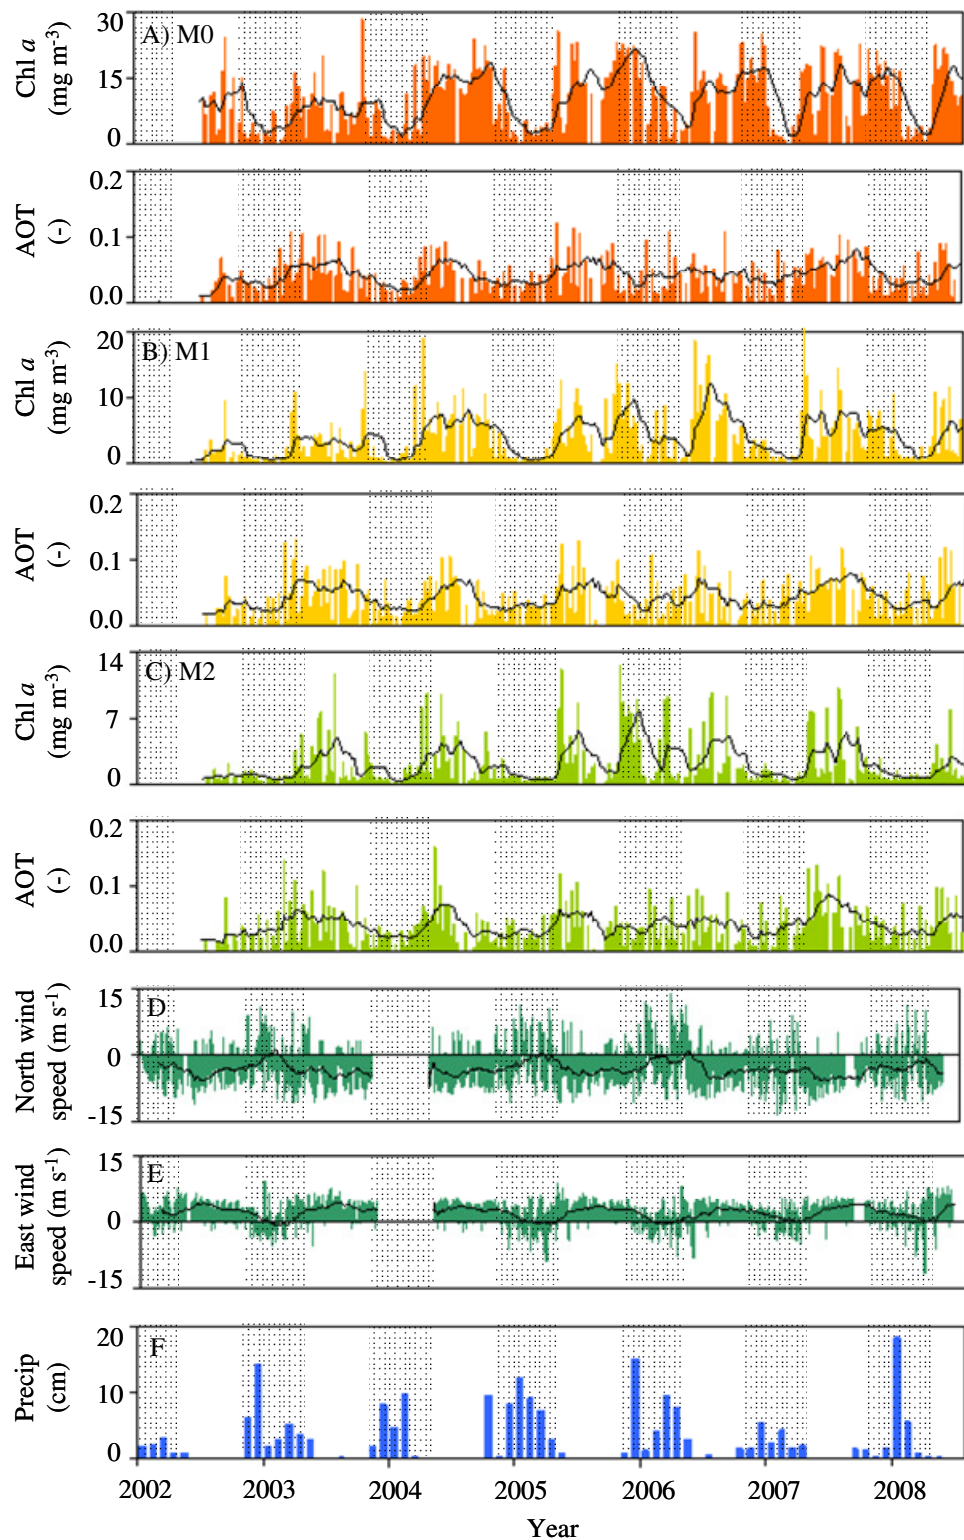 A) M0
Chl a
(mg m-3)
30
15
0
AOT
(-)
0.2
0.1
0.0
B) M1
Chl a
(mg m-3)
20
10
0
AOT
(-)
0.2
0.1
0.0
C) M2
Chl a
(mg m-3)
14
7
0
AOT
(-)
0.2
0.1
0.0
D
North wind
speed (m s-1)
15
0
-15
E
East wind
speed (m s-1)
15
0
-15
F
Precip
(cm)
20
10
0
2002 2003 2004 2005 2006 2007 2008
Year